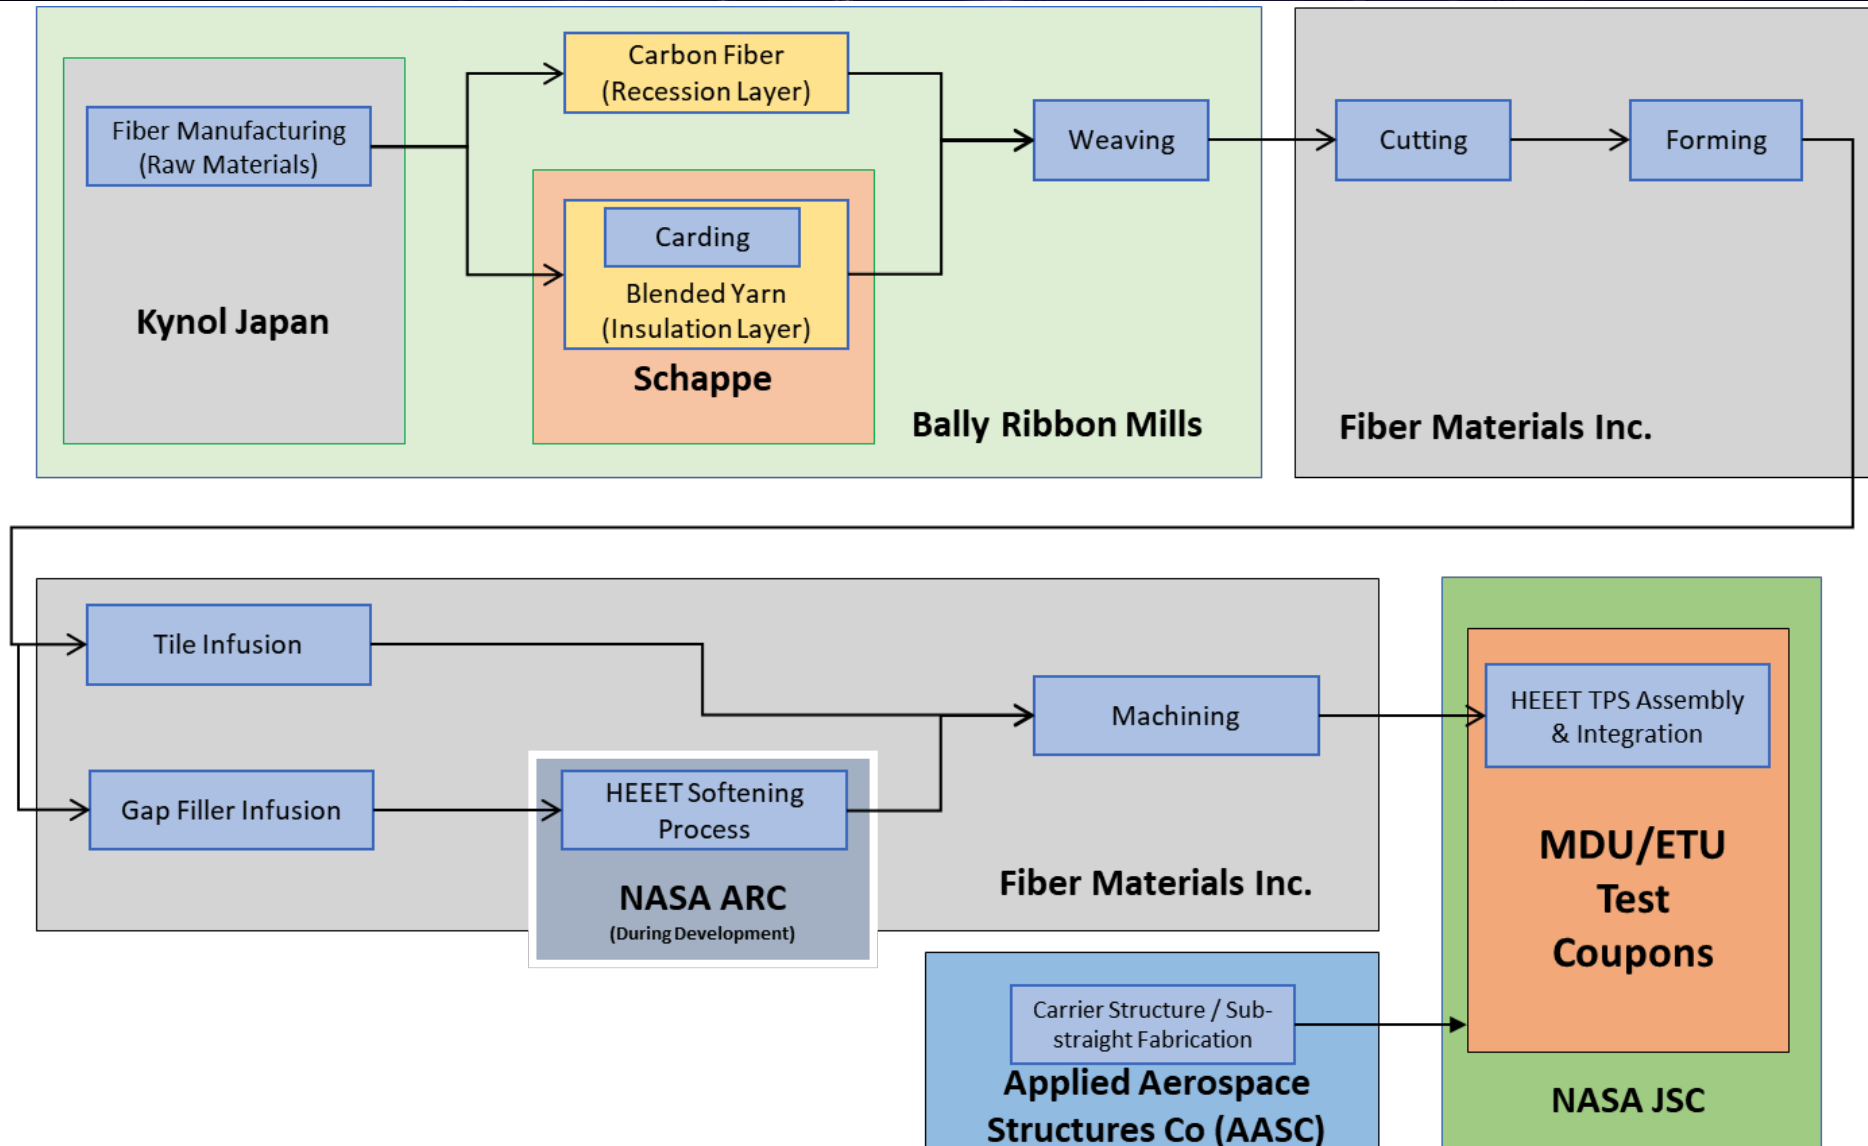 Carbon Fiber
(Recession Layer)
Fiber Manufacturing
(Raw Materials)
Weaving
Cutting
Forming
Carding
Blended Yarn
(Insulation Layer)
Kynol Japan
Schappe
Bally Ribbon Mills
Fiber Materials Inc.
Tile Infusion
Machining
HEEET TPS Assembly
& Integration
Gap Filler Infusion
HEEET Softening
Process
NASA ARC
(During Development)
Fiber Materials Inc.
MDU/ETU
Test
Coupons
Carrier Structure / Sub-
straight Fabrication
Applied Aerospace
Structures Co (AASC)
NASA JSC